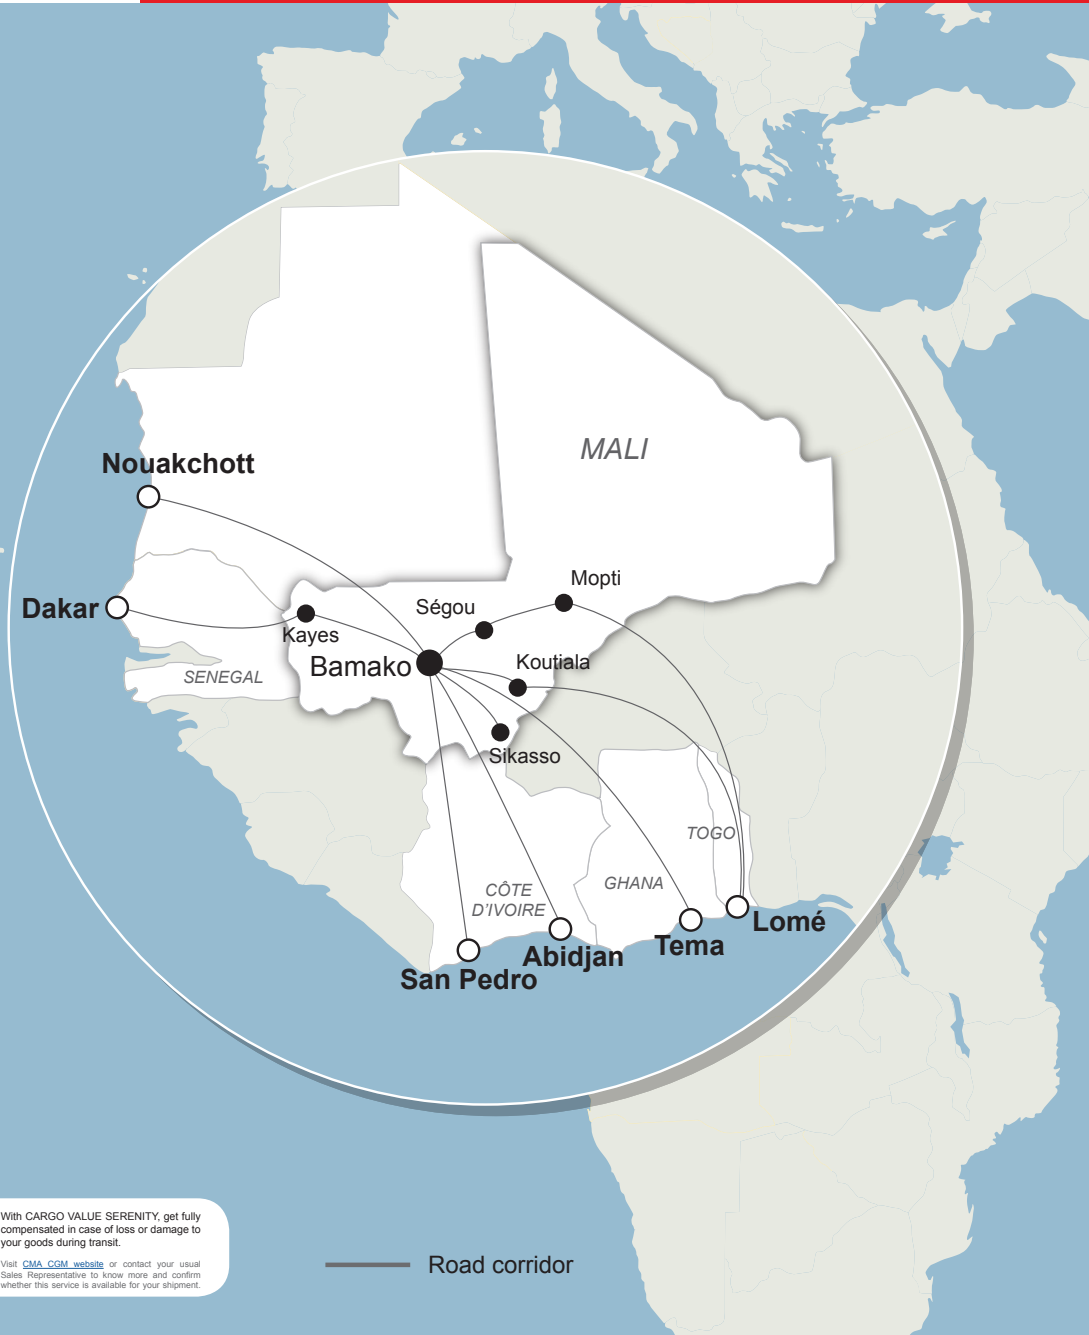 MALI
Nouakchott
Mopti
Ségou
Dakar
Kayes
Koutiala
Bamako
SENEGAL
Sikasso
TOGO
GHANA
CÔTE
D'IVOIRE
Lomé
Tema
Abidjan
San Pedro
With CARGO VALUE SERENITY, get fully
compensated in case of loss or damage to
your goods during transit.
Visit CMA CGM website or contact your usual
Sales Representative to know more and confirm
whether this service is available for your shipment.
Road corridor